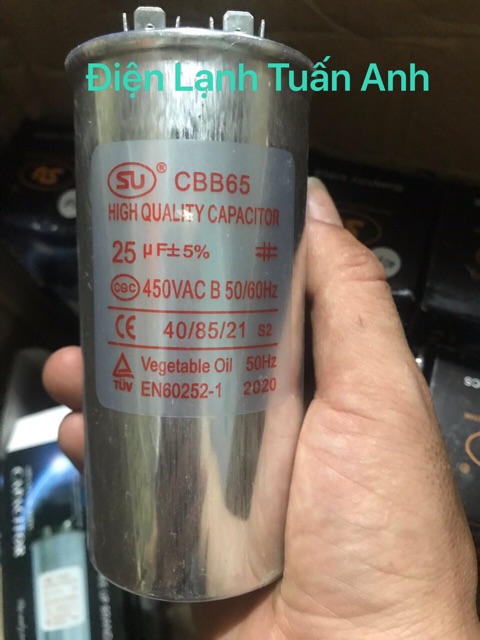 Điện Lạnh Tuấn Anh
SU® CBB65
HIGH QUALITY CAPACITOR
25 µF±5%
CQC 450VAC B 50/60Hz
CE 40/85/21 S2
Vegetable Oil 50Hz
TÜV EN60252-1 2020
CAPACITOR